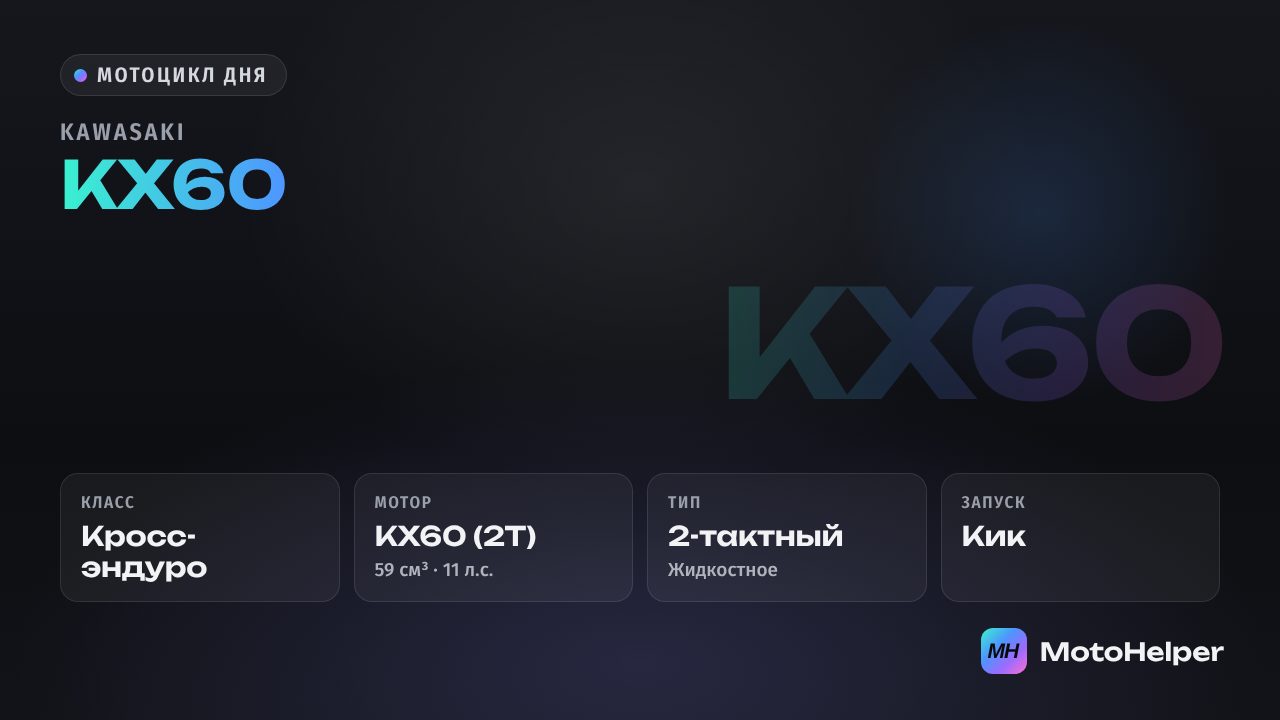 МОТОЦИКЛ ДНЯ
KAWASAKI
KX60
KX60
КЛАСС
Кросс-
эндуро
МОТОР
KX60 (2T)
59 см³ · 11 л.с.
ТИП
2-тактный
Жидкостное
ЗАПУСК
Кик
MH
MotoHelper